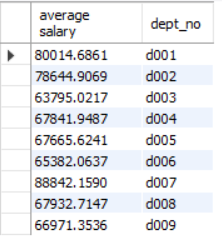 average salary dept_no
80014.6861 d001
78644.9069 d002
63795.0217 d003
67841.9487 d004
67665.6241 d005
65382.0637 d006
88842.1590 d007
67932.7147 d008
66971.3536 d009